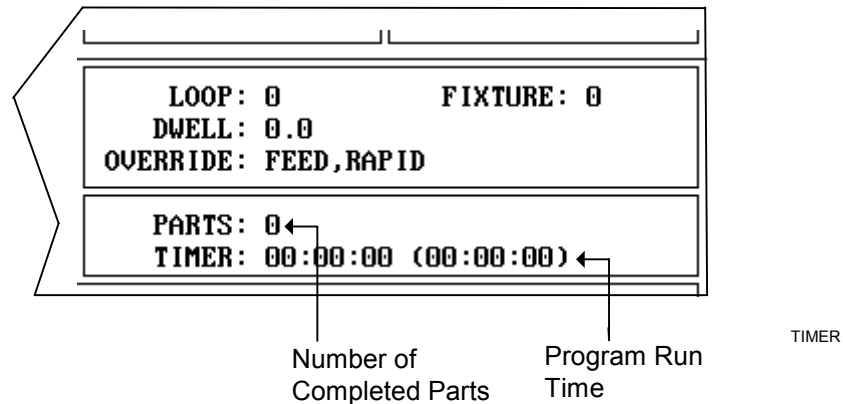 LOOP: 0 FIXTURE: 0
DWELL: 0.0
OVERRIDE: FEED,RAPID
PARTS: 0
TIMER: 00:00:00 (00:00:00)
Number of
Completed Parts
Program Run
Time
TIMER